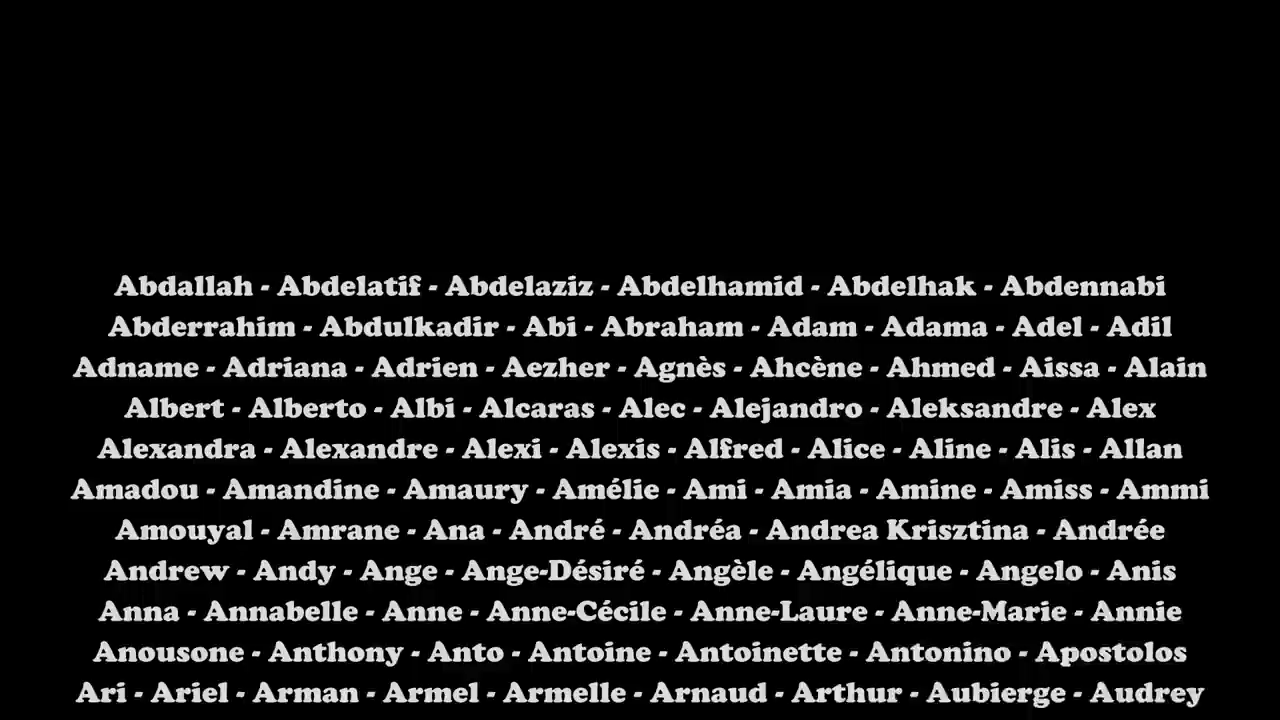 Abdallah - Abdelatif - Abdelaziz - Abdelhamid - Abdelhak - Abdennabi
Abderrahim - Abdulkadir - Abi - Abraham - Adam - Adama - Adel - Adil
Adname - Adriana - Adrien - Aezher - Agnès - Ahcène - Ahmed - Aissa - Alain
Albert - Alberto - Albi - Alcaras - Alec - Alejandro - Aleksandre - Alex
Alexandra - Alexandre - Alexi - Alexis - Alfred - Alice - Aline - Alis - Allan
Amadou - Amandine - Amaury - Amélie - Ami - Amia - Amine - Amiss - Ammi
Amouyal - Amrane - Ana - André - Andréa - Andrea Krisztina - Andrée
Andrew - Andy - Ange - Ange-Désiré - Angèle - Angélique - Angelo - Anis
Anna - Annabelle - Anne - Anne-Cécile - Anne-Laure - Anne-Marie - Annie
Anousone - Anthony - Anto - Antoine - Antoinette - Antonino - Apostolos
Ari - Ariel - Arman - Armel - Armelle - Arnaud - Arthur - Aubierge - Audrey